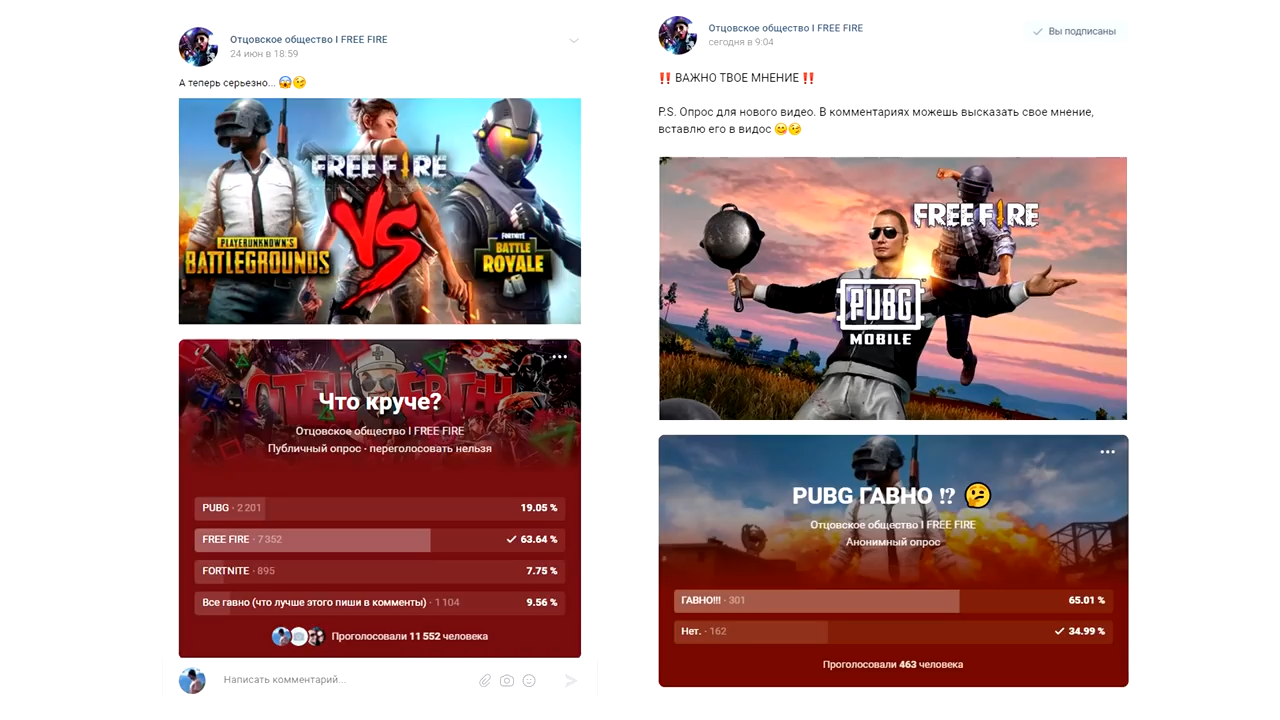 Отцовское общество I FREE FIRE
24 июн в 18:59
А теперь серьезно... 😱🤪
FREE FIRE
VS
PLAYERUNKNOWN'S
BATTLEGROUNDS
FORTNITE
BATTLE
ROYALE
Что круче?
Отцовское общество I FREE FIRE
Публичный опрос · переголосовать нельзя
PUBG · 2 201 19.05 %
FREE FIRE · 7 352 63.64 %
FORTNITE · 895 7.75 %
Все гавно (что лучше этого пиши в комменты) · 1 104 9.56 %
Проголосовали 11 552 человека
Написать комментарий...
Отцовское общество I FREE FIRE
сегодня в 9:04
Вы подписаны
‼ ВАЖНО ТВОЕ МНЕНИЕ ‼
P.S. Опрос для нового видео. В комментариях можешь высказать свое мнение,
вставлю его в видос 😋😏
FREE FIRE
PUBG
MOBILE
PUBG ГАВНО ⁉ 🤔
Отцовское общество I FREE FIRE
Анонимный опрос
ГАВНО!!! · 301 65.01 %
Нет. · 162 34.99 %
Проголосовали 463 человека